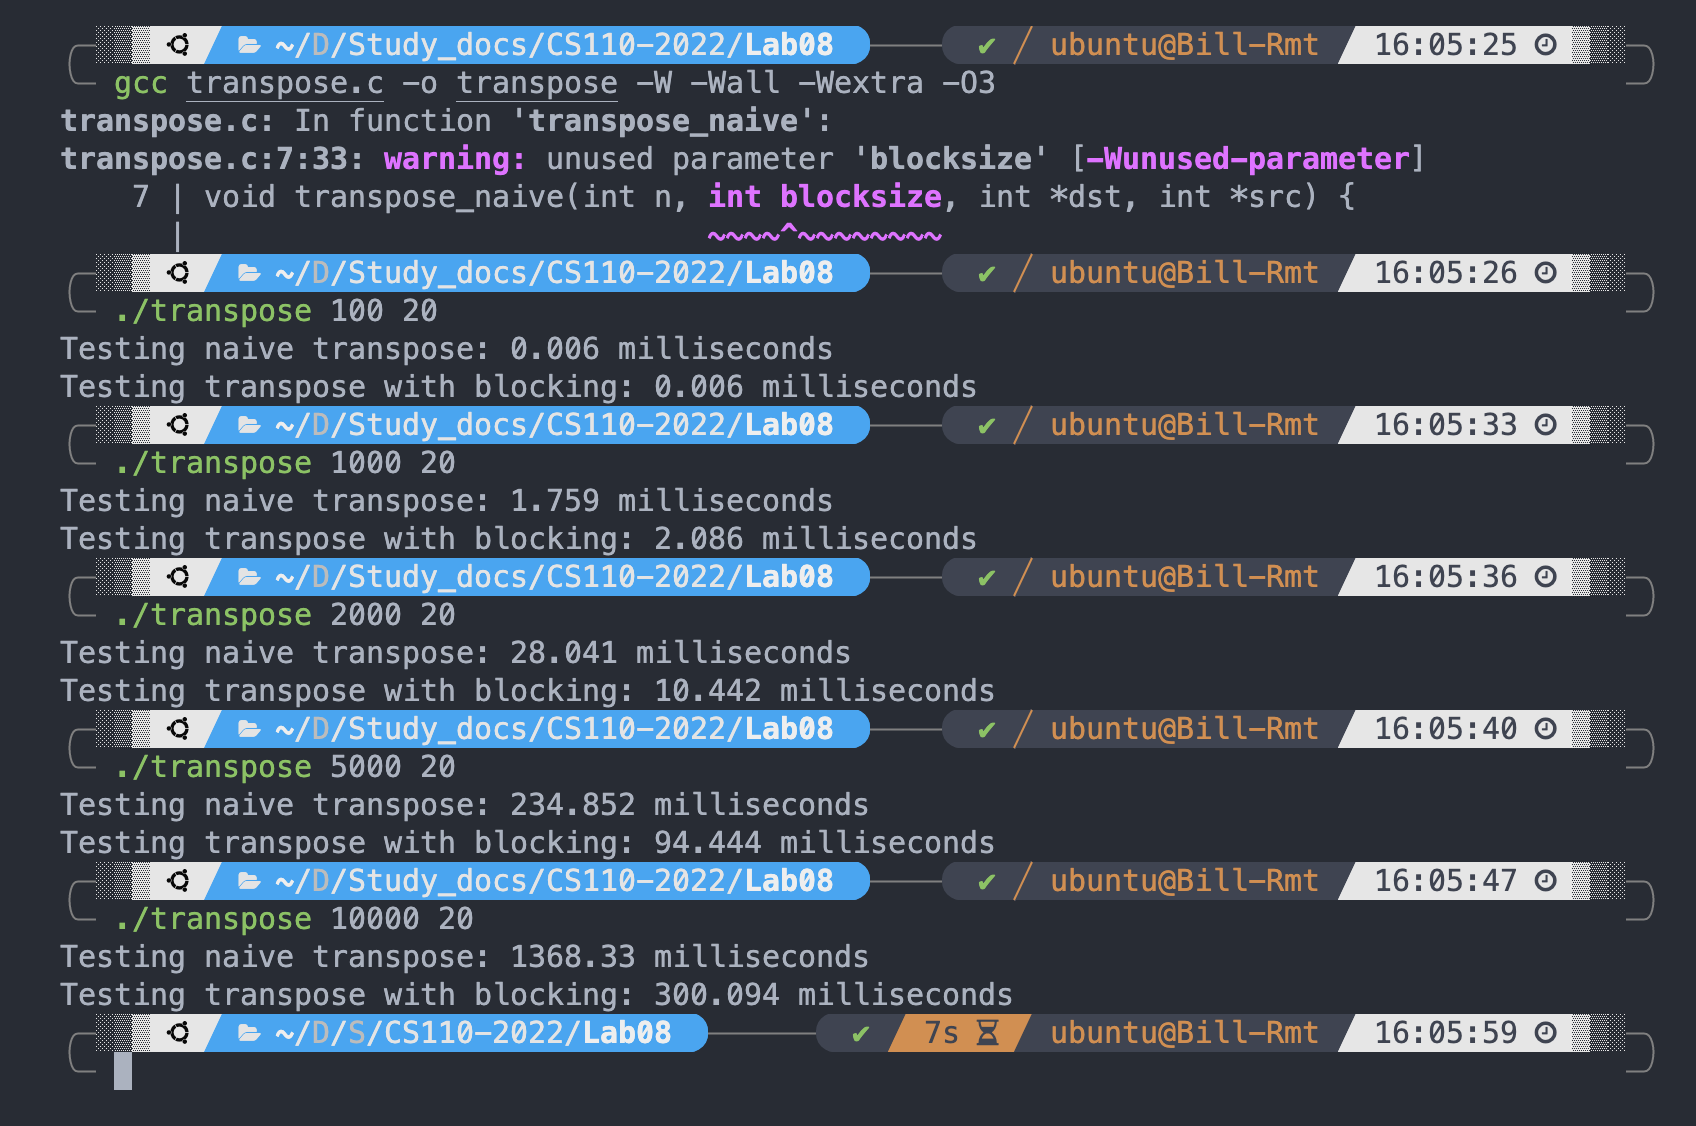 ~/D/Study_docs/CS110-2022/Lab08 ✔ ubuntu@Bill-Rmt 16:05:25
gcc transpose.c -o transpose -W -Wall -Wextra -O3
transpose.c: In function 'transpose_naive':
transpose.c:7:33: warning: unused parameter 'blocksize' [-Wunused-parameter]
7 | void transpose_naive(int n, int blocksize, int *dst, int *src) {
| ~~~~^~~~~~~~~
~/D/Study_docs/CS110-2022/Lab08 ✔ ubuntu@Bill-Rmt 16:05:26
./transpose 100 20
Testing naive transpose: 0.006 milliseconds
Testing transpose with blocking: 0.006 milliseconds
~/D/Study_docs/CS110-2022/Lab08 ✔ ubuntu@Bill-Rmt 16:05:33
./transpose 1000 20
Testing naive transpose: 1.759 milliseconds
Testing transpose with blocking: 2.086 milliseconds
~/D/Study_docs/CS110-2022/Lab08 ✔ ubuntu@Bill-Rmt 16:05:36
./transpose 2000 20
Testing naive transpose: 28.041 milliseconds
Testing transpose with blocking: 10.442 milliseconds
~/D/Study_docs/CS110-2022/Lab08 ✔ ubuntu@Bill-Rmt 16:05:40
./transpose 5000 20
Testing naive transpose: 234.852 milliseconds
Testing transpose with blocking: 94.444 milliseconds
~/D/Study_docs/CS110-2022/Lab08 ✔ ubuntu@Bill-Rmt 16:05:47
./transpose 10000 20
Testing naive transpose: 1368.33 milliseconds
Testing transpose with blocking: 300.094 milliseconds
~/D/S/CS110-2022/Lab08 ✔ 7s ubuntu@Bill-Rmt 16:05:59